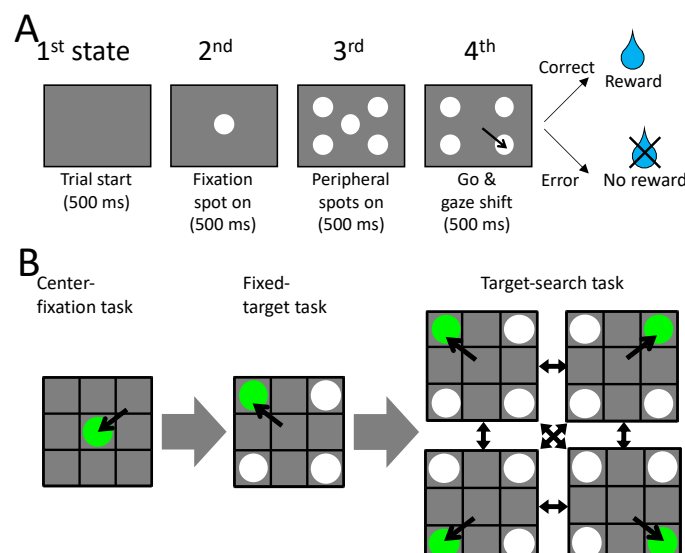 A
1st state
2nd
3rd
4th
Correct
Reward
Trial start
(500 ms)
Fixation
spot on
(500 ms)
Peripheral
spots on
(500 ms)
Go &
gaze shift
(500 ms)
Error
No reward
B
Center-
fixation task
Fixed-
target task
Target-search task